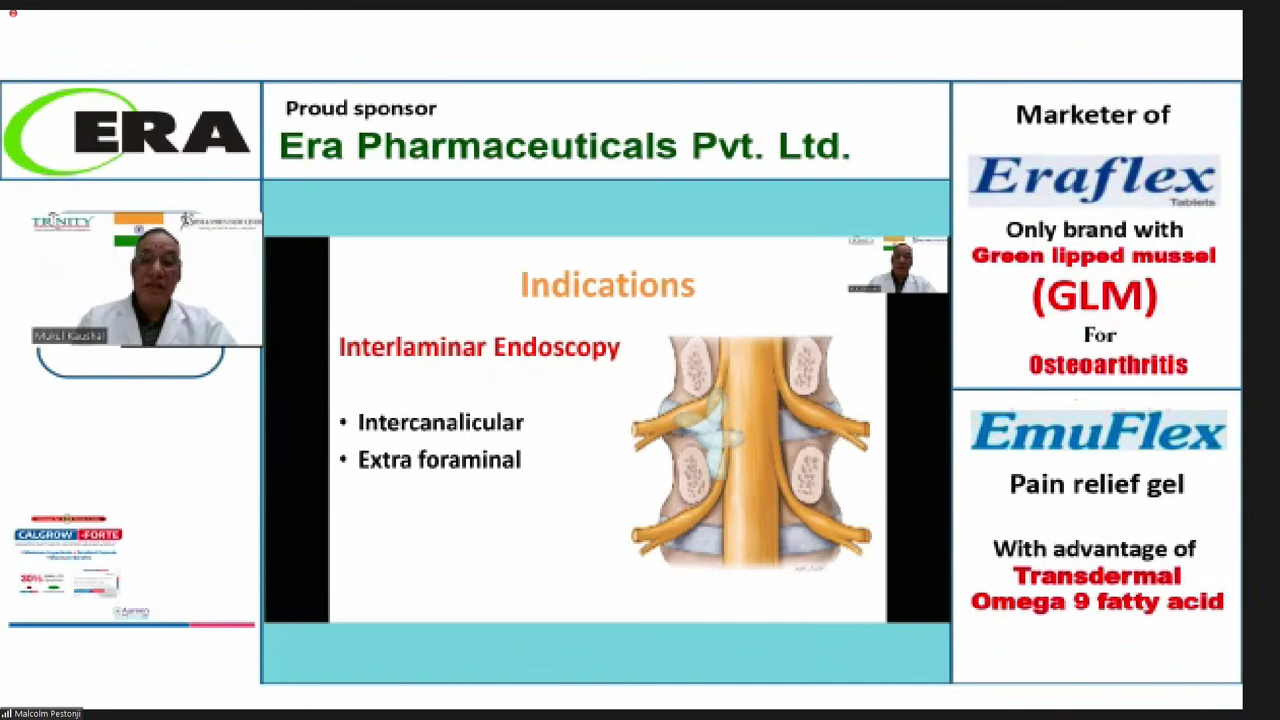 ERA
Proud sponsor
Era Pharmaceuticals Pvt. Ltd.
TRINITY
Mukul Kaushal
CALGROW -FORTE
30%
Indications
Interlaminar Endoscopy
• Intercanalicular
• Extra foraminal
Marketer of
Eraflex
Tablets
Only brand with
Green lipped mussel
(GLM)
For
Osteoarthritis
EmuFlex
Pain relief gel
With advantage of
Transdermal
Omega 9 fatty acid
Malcolm Pestonji